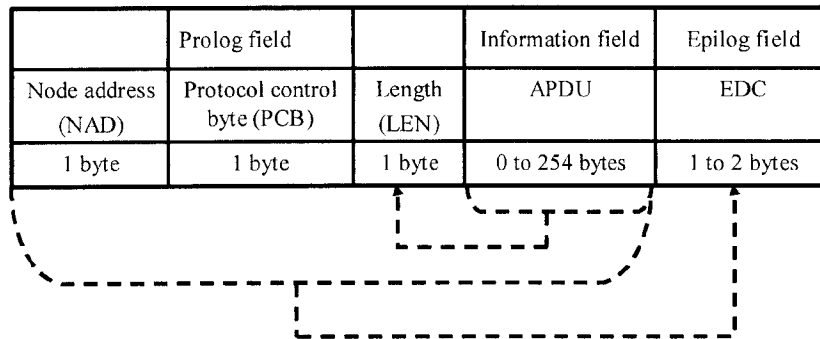 Prolog field Information field Epilog field
Node address (NAD) Protocol control byte (PCB) Length (LEN) APDU EDC
1 byte 1 byte 1 byte 0 to 254 bytes 1 to 2 bytes